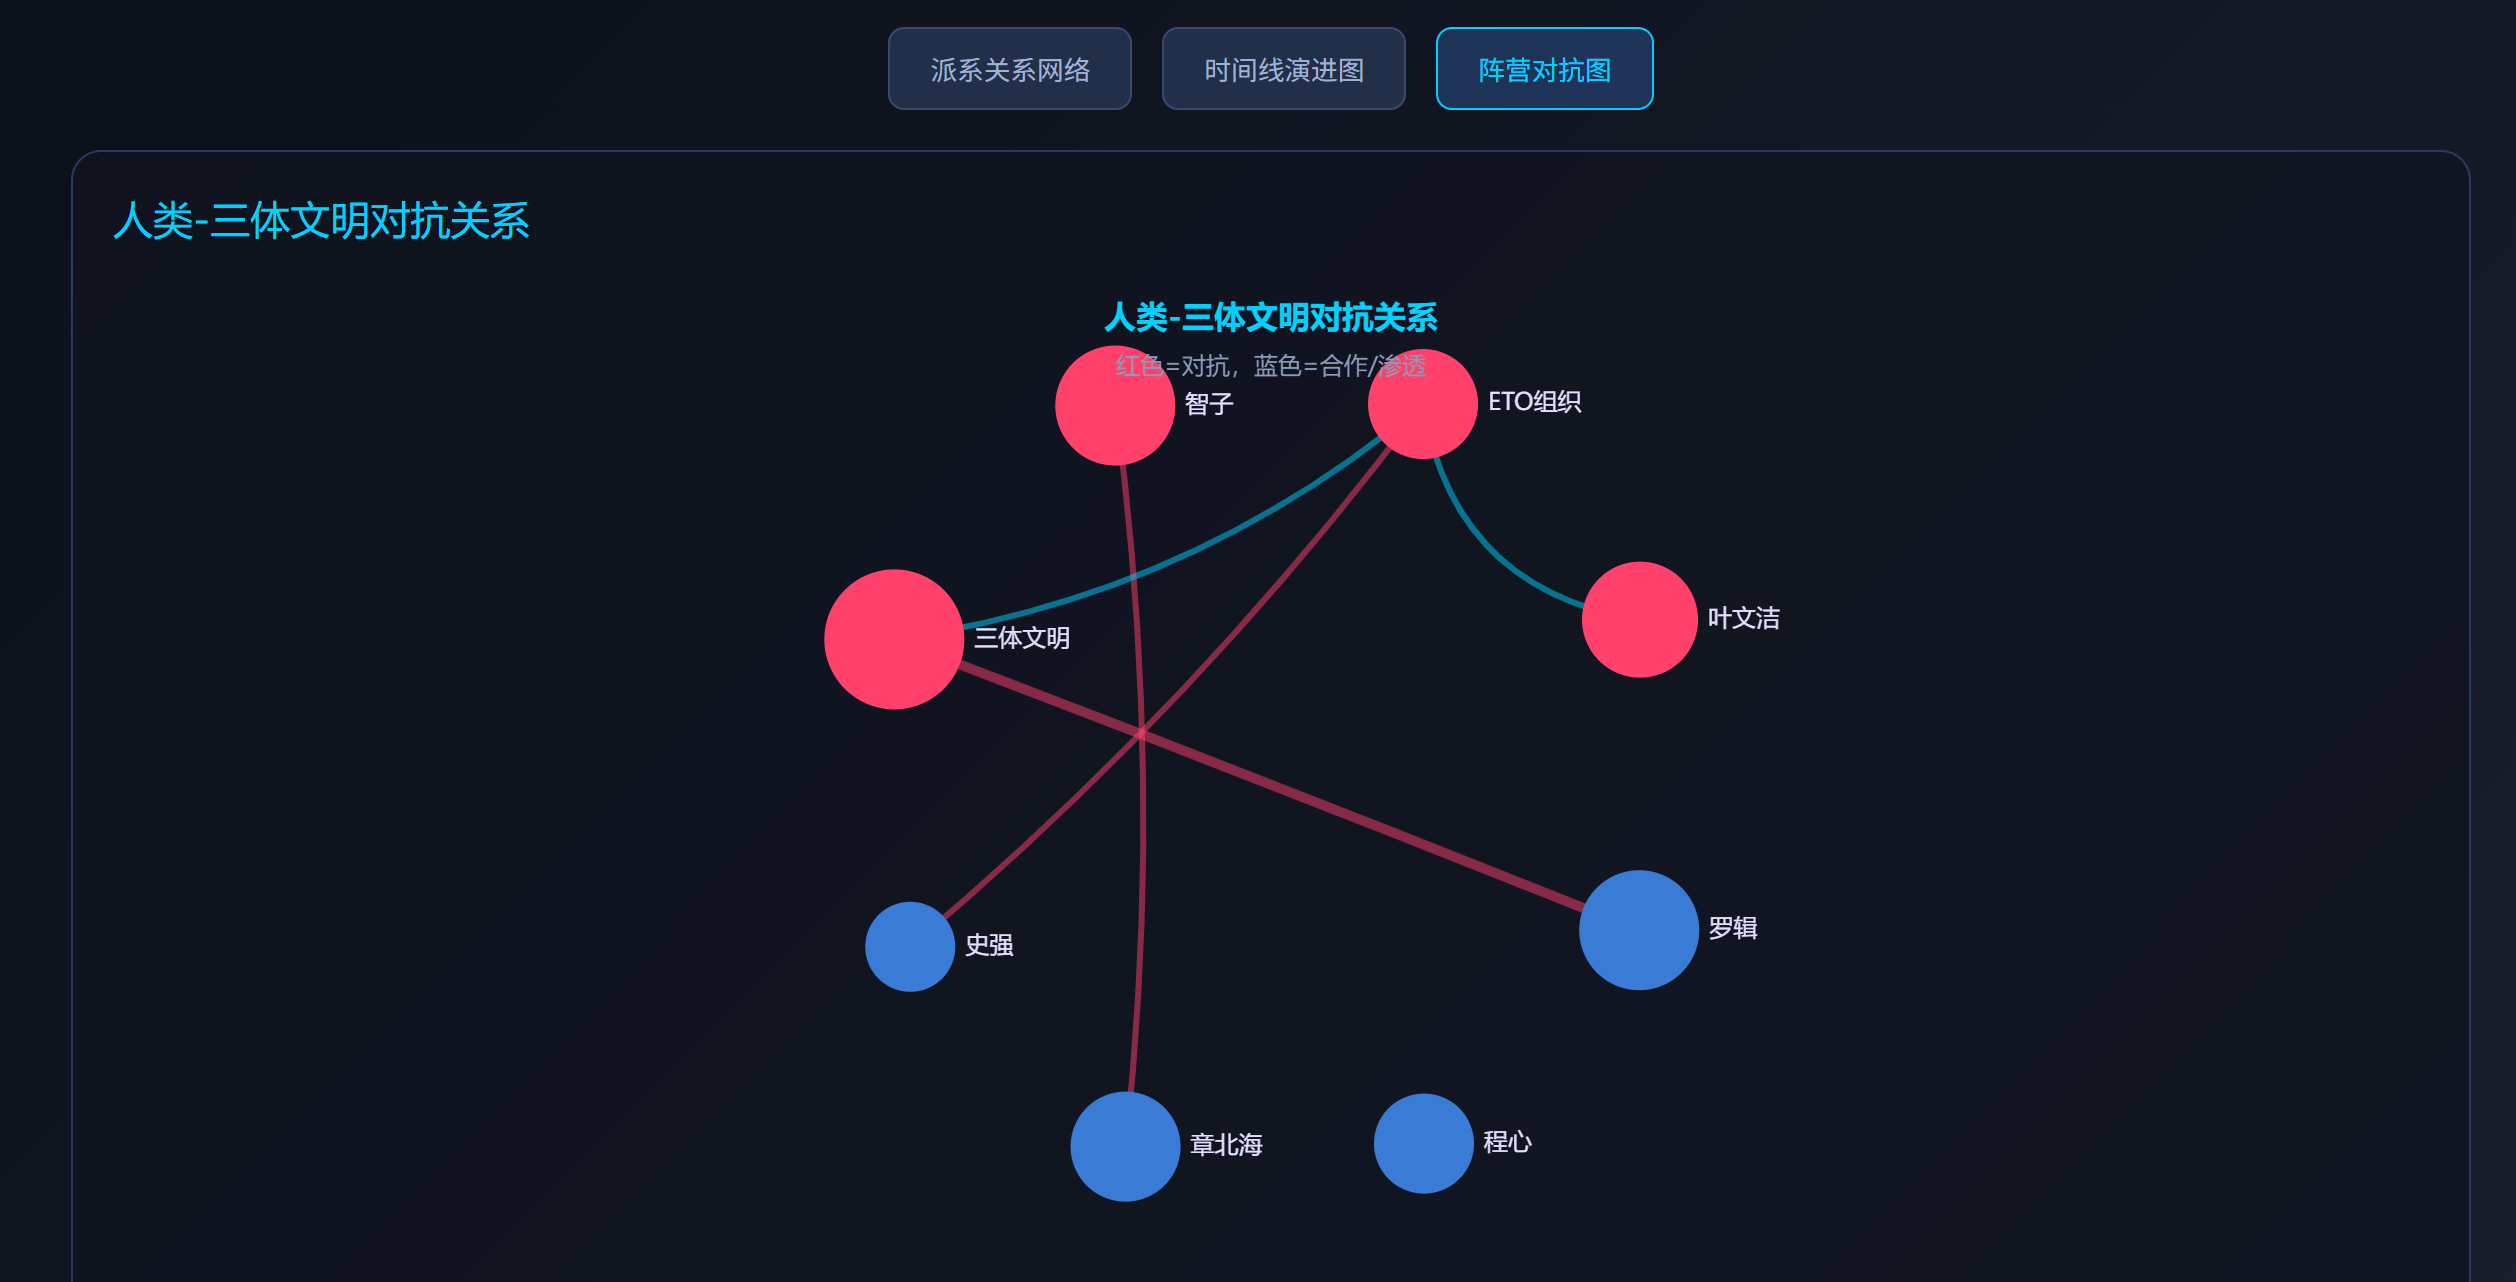 派系关系网络
时间线演进图
阵营对抗图
人类-三体文明对抗关系
人类-三体文明对抗关系
红色=对抗，蓝色=合作/渗透
智子
ETO组织
叶文洁
三体文明
罗辑
史强
章北海
程心